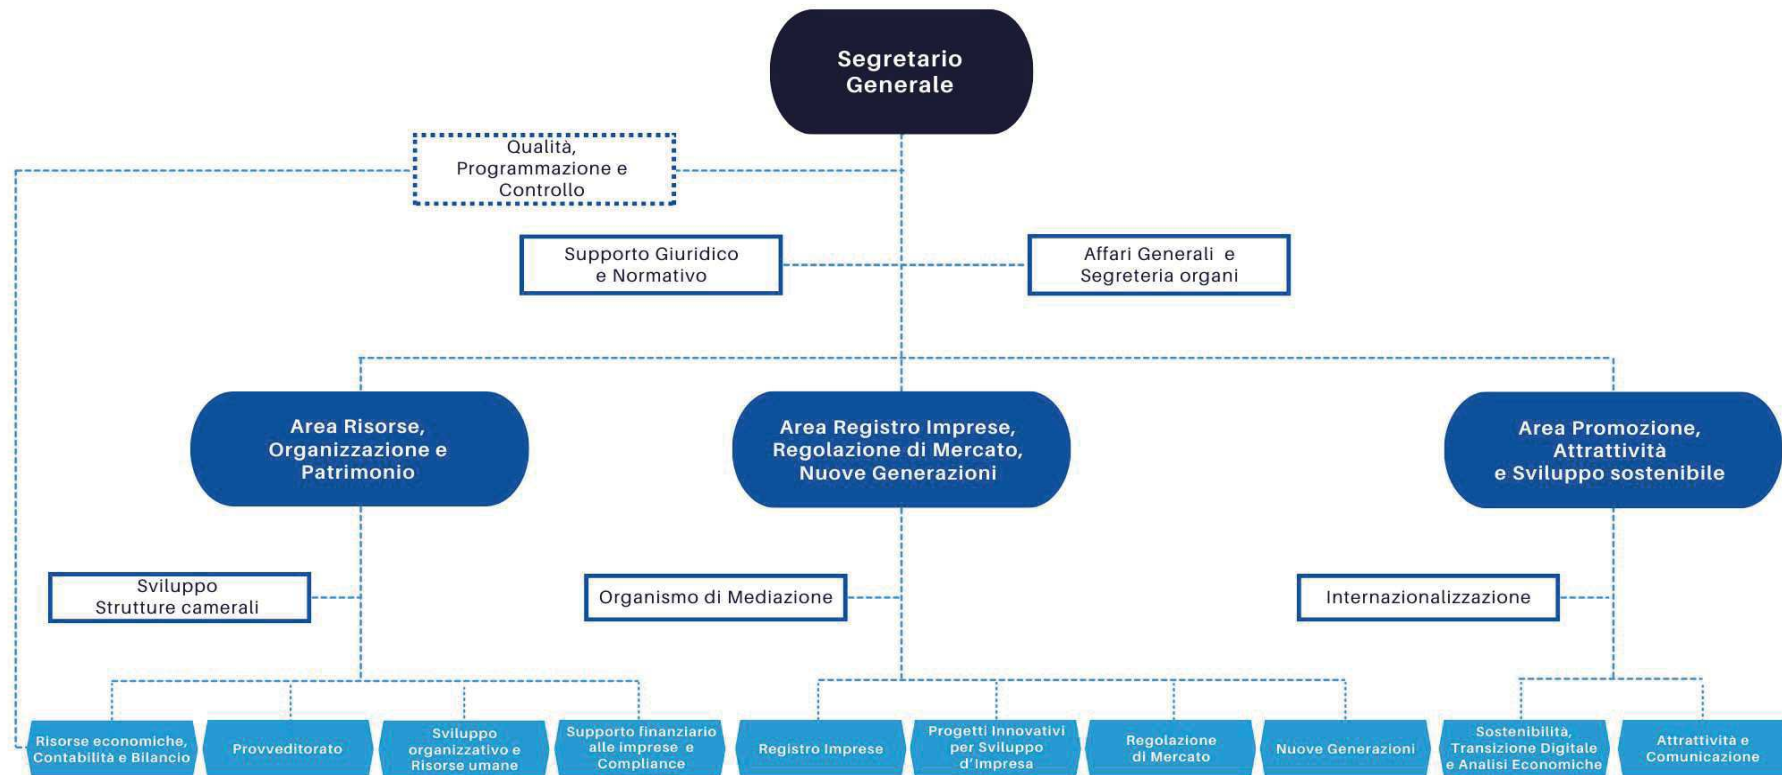 Segretario
Generale
Qualità,
Programmazione e
Controllo
Supporto Giuridico
e Normativo
Affari Generali e
Segreteria organi
Area Risorse,
Organizzazione e
Patrimonio
Area Registro Imprese,
Regolazione di Mercato,
Nuove Generazioni
Area Promozione,
Attrattività
e Sviluppo sostenibile
Sviluppo
Strutture camerali
Organismo di Mediazione
Internazionalizzazione
Risorse economiche,
Contabilità e Bilancio
Provveditorato
Sviluppo
organizzativo e
Risorse umane
Supporto finanziario
alle imprese e
Compliance
Registro Imprese
Progetti Innovativi
per Sviluppo
d'Impresa
Regolazione
di Mercato
Nuove Generazioni
Sostenibilità,
Transizione Digitale
e Analisi Economiche
Attrattività e
Comunicazione